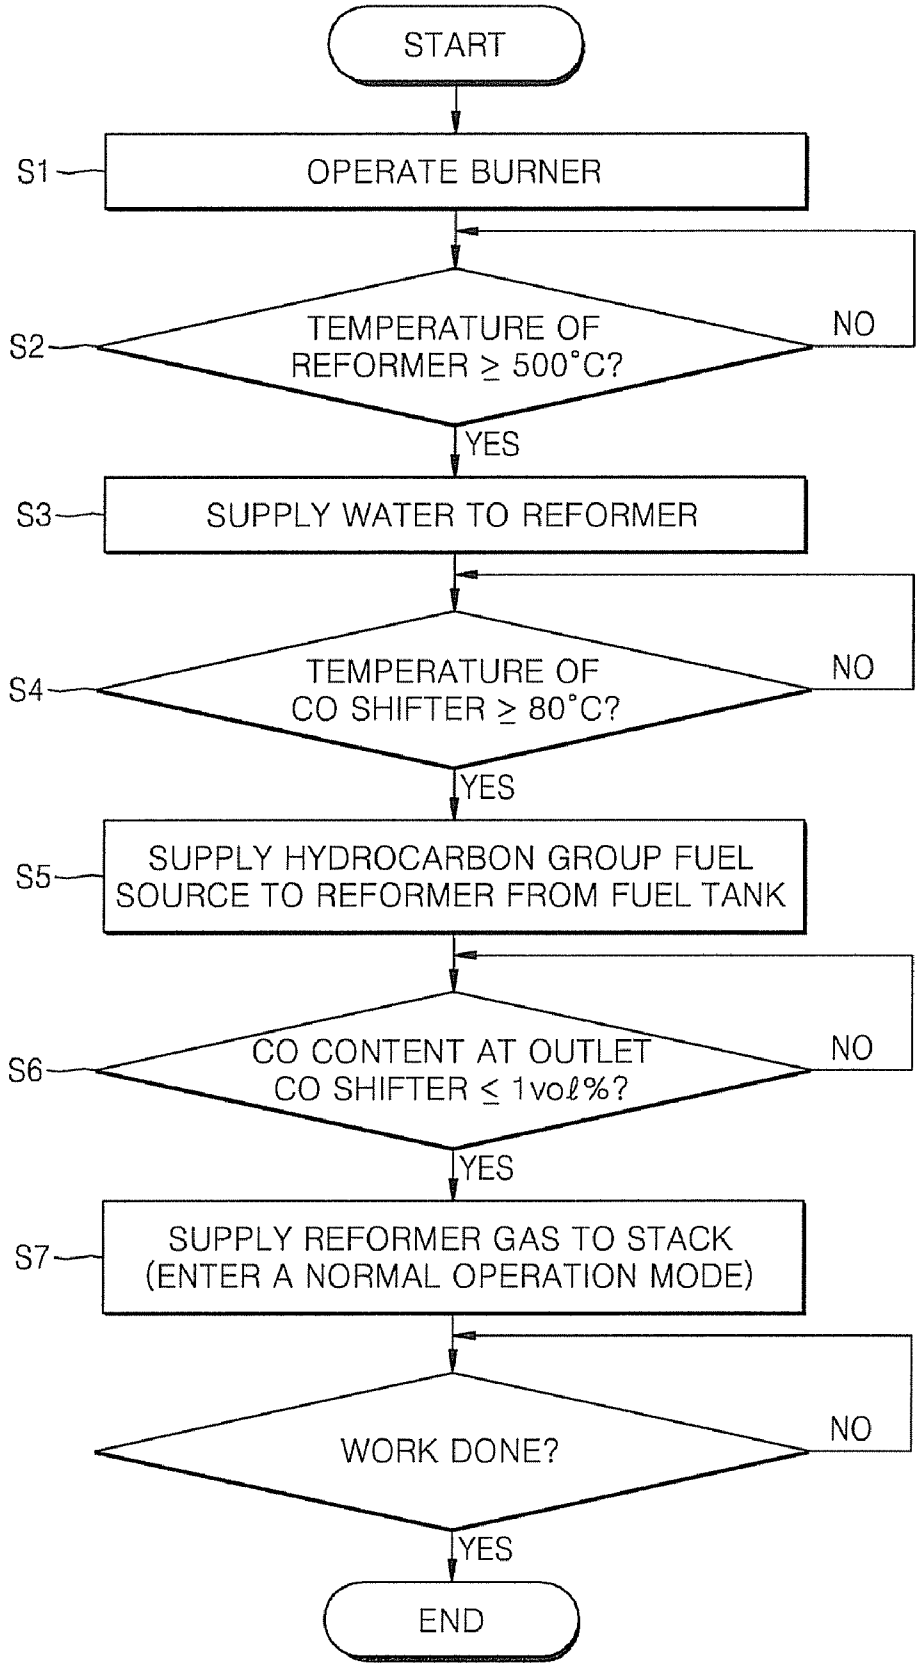 START
S1
OPERATE BURNER
NO
S2
TEMPERATURE OF
REFORMER ≥ 500°C?
YES
S3
SUPPLY WATER TO REFORMER
NO
S4
TEMPERATURE OF
CO SHIFTER ≥ 80°C?
YES
S5
SUPPLY HYDROCARBON GROUP FUEL
SOURCE TO REFORMER FROM FUEL TANK
NO
S6
CO CONTENT AT OUTLET
CO SHIFTER ≤ 1voℓ%?
YES
S7
SUPPLY REFORMER GAS TO STACK
(ENTER A NORMAL OPERATION MODE)
NO
WORK DONE?
YES
END